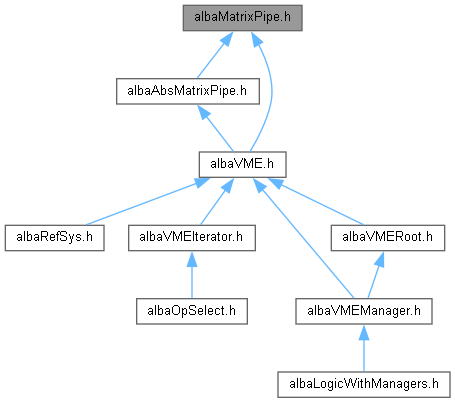 albaMatrixPipe.h
albaAbsMatrixPipe.h
albaVME.h
albaRefSys.h
albaVMEIterator.h
albaVMERoot.h
albaOpSelect.h
albaVMEManager.h
albaLogicWithManagers.h